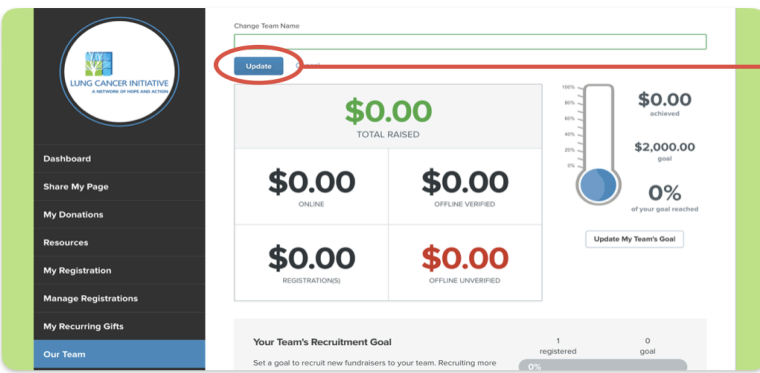 Change Team Name
LUNG CANCER INITIATIVE
A NETWORK OF HOPE AND ACTION
Update
Dashboard
Share My Page
My Donations
Resources
My Registration
Manage Registrations
My Recurring Gifts
Our Team
$0.00
TOTAL RAISED
$0.00
ONLINE
$0.00
OFFLINE VERIFIED
$0.00
REGISTRATION(S)
$0.00
OFFLINE UNVERIFIED
100%
80%
60%
40%
20%
0%
$0.00
achieved
$2,000.00
goal
0%
of your goal reached
Update My Team's Goal
Your Team's Recruitment Goal
Set a goal to recruit new fundraisers to your team. Recruiting more
1
registered
0
goal
0%